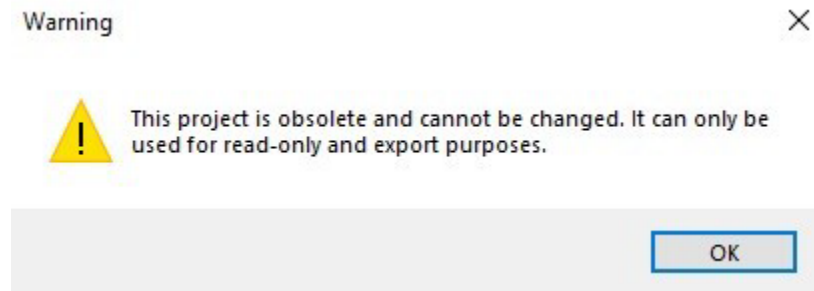 Warning
This project is obsolete and cannot be changed. It can only be
used for read-only and export purposes.
OK